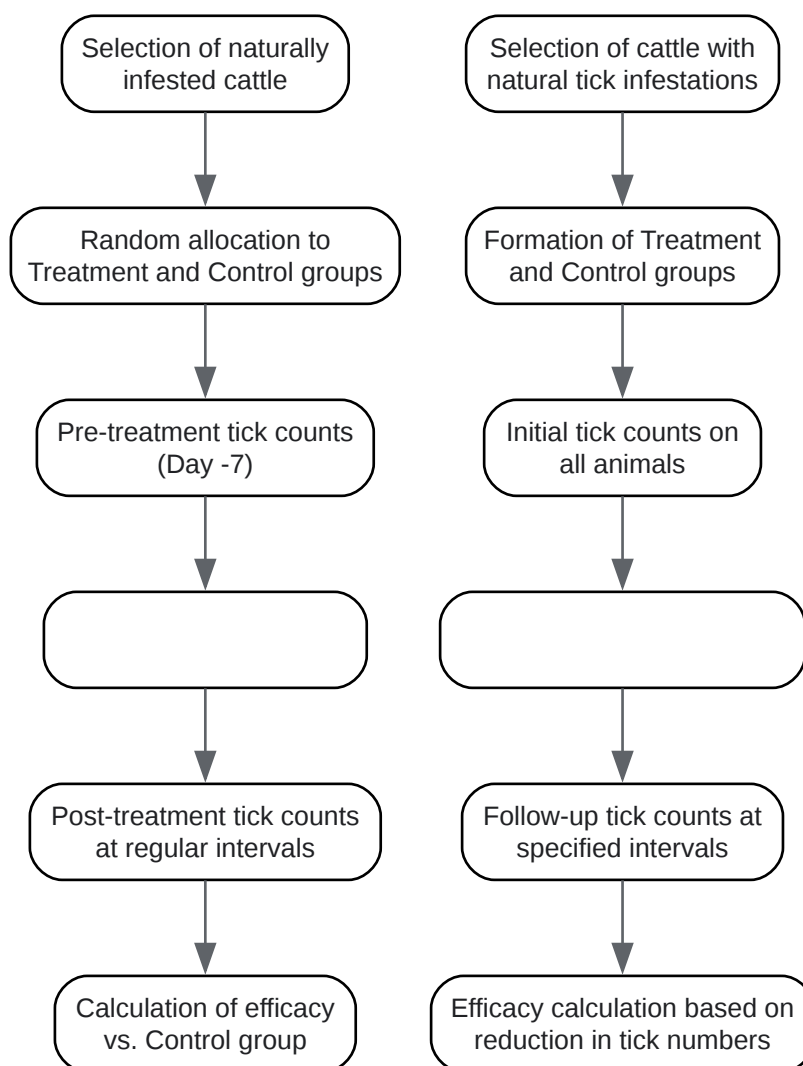 Selection of naturally
infested cattle
Random allocation to
Treatment and Control groups
Pre-treatment tick counts
(Day -7)
Post-treatment tick counts
at regular intervals
Calculation of efficacy
vs. Control group
Selection of cattle with
natural tick infestations
Formation of Treatment
and Control groups
Initial tick counts on
all animals
Follow-up tick counts at
specified intervals
Efficacy calculation based on
reduction in tick numbers